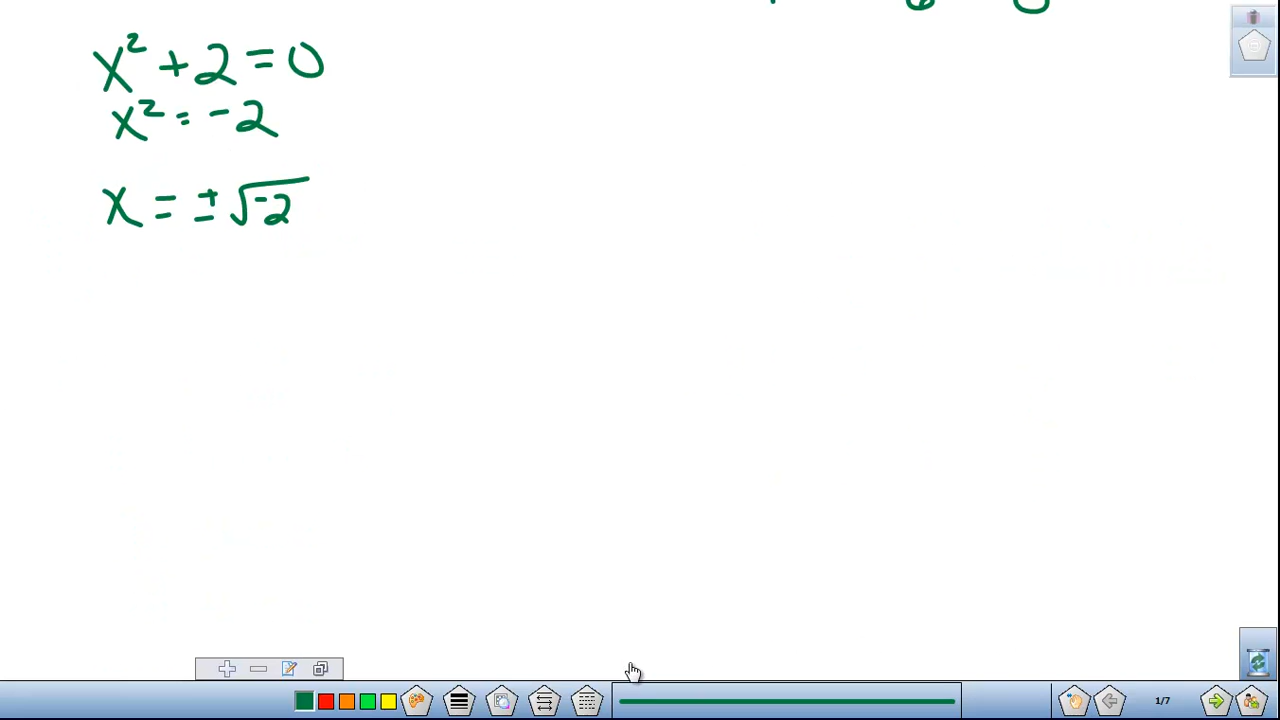 x² + 2 = 0
x² = -2
x = ± √-2
1/7